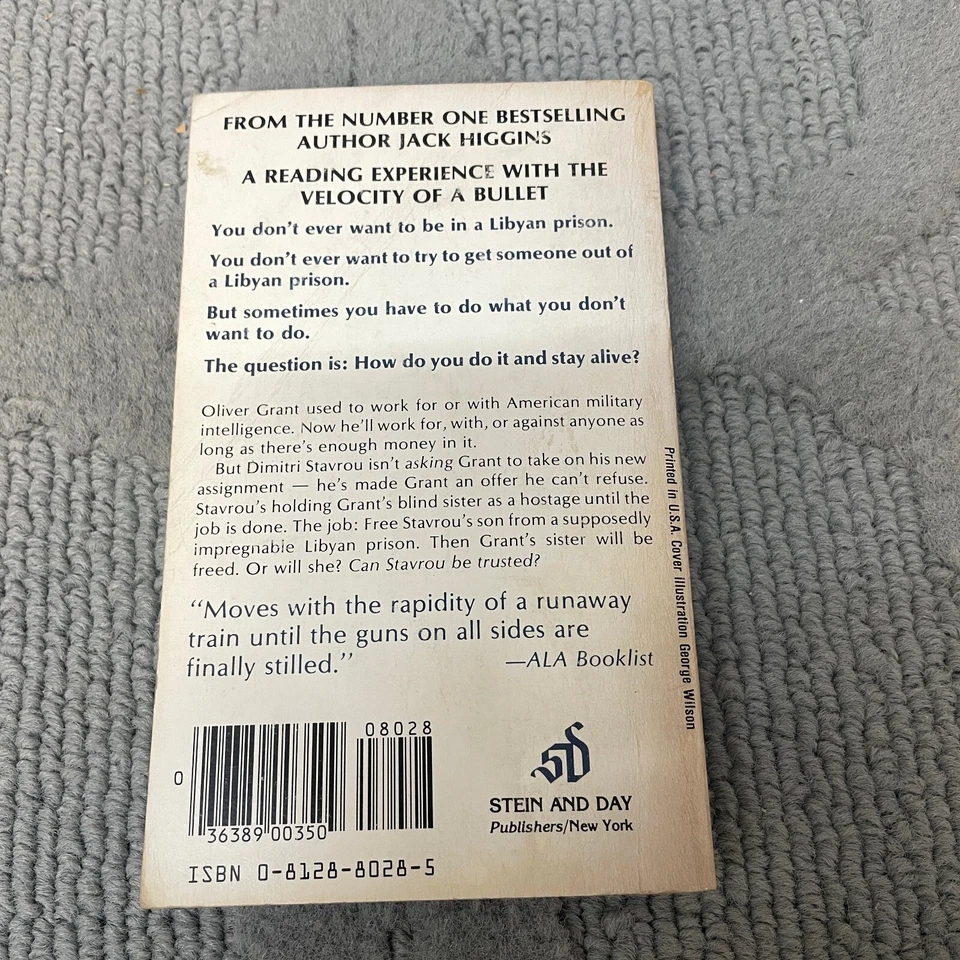 FROM THE NUMBER ONE BESTSELLING
AUTHOR JACK HIGGINS
A READING EXPERIENCE WITH THE
VELOCITY OF A BULLET
You don't ever want to be in a Libyan prison.
You don't ever want to try to get someone out of
a Libyan prison.
But sometimes you have to do what you don't
want to do.
The question is: How do you do it and stay alive?
Oliver Grant used to work for or with American military
intelligence. Now he'll work for, with, or against anyone as
long as there's enough money in it.
But Dimitri Stavrou isn't asking Grant to take on his new
assignment — he's made Grant an offer he can't refuse.
Stavrou's holding Grant's blind sister as a hostage until the
job is done. The job: Free Stavrou's son from a supposedly
impregnable Libyan prison. Then Grant's sister will be
freed. Or will she? Can Stavrou be trusted?
"Moves with the rapidity of a runaway
train until the guns on all sides are
finally stilled."
—ALA Booklist
Printed in U.S.A. Cover illustration George Wilson
08028
0
36389 00350
ISBN 0-8128-8028-5
SD
STEIN AND DAY
Publishers/New York